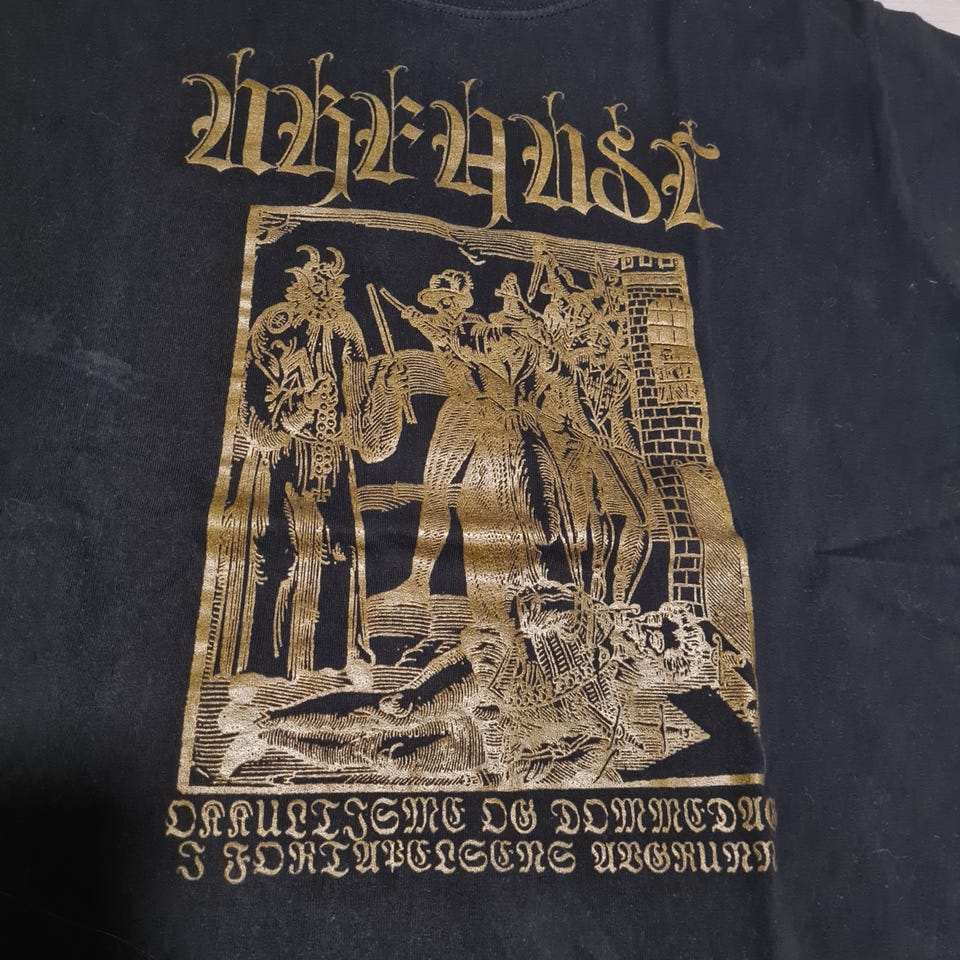 URFAUST
OKKULTISME OG DOMMEDAG
I FORTAPELSENS AVGRUNN